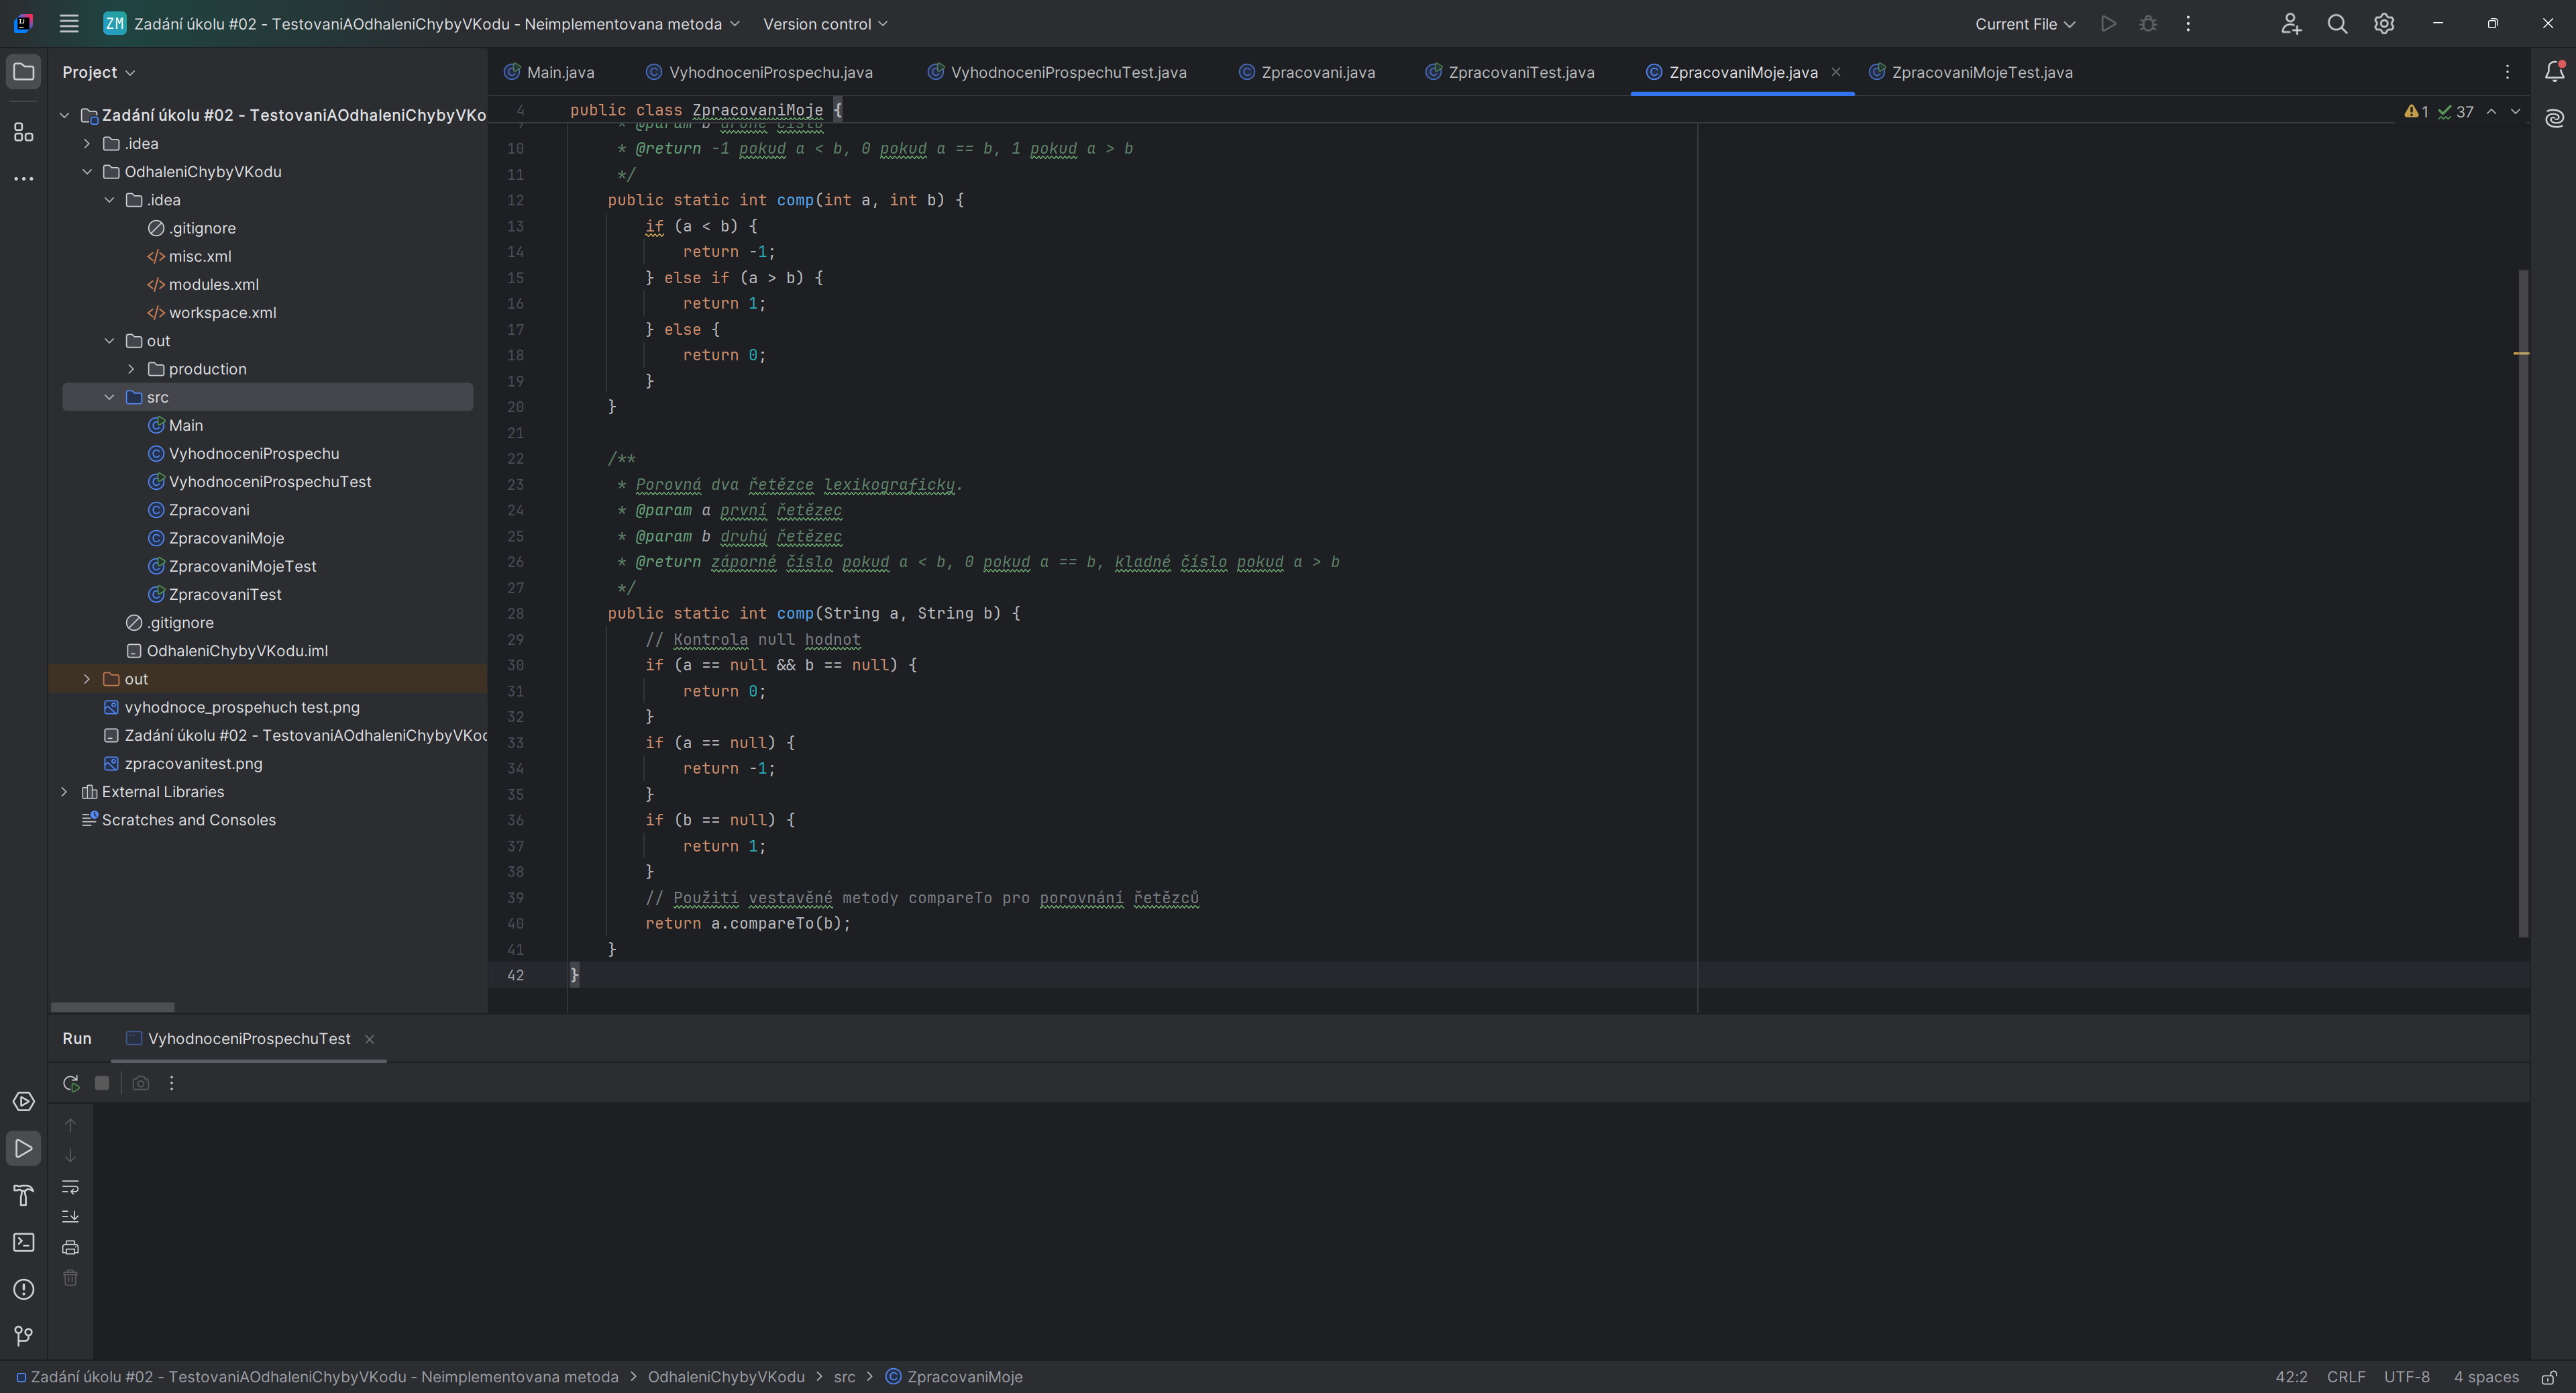 ZM Zadání úkolu #02 - TestovaniAOdhaleniChybyVKodu - Neimplementovana metoda Version control Current File
Project
Zadání úkolu #02 - TestovaniAOdhaleniChybyVKo
.idea
OdhaleniChybyVKodu
.idea
.gitignore
misc.xml
modules.xml
workspace.xml
out
production
src
Main
VyhodnoceniProspechu
VyhodnoceniProspechuTest
Zpracovani
ZpracovaniMoje
ZpracovaniMojeTest
ZpracovaniTest
.gitignore
OdhaleniChybyVKodu.iml
out
vyhodnoce_prospehuch test.png
Zadání úkolu #02 - TestovaniAOdhaleniChybyVKod
zpracovanitest.png
External Libraries
Scratches and Consoles
Main.java VyhodnoceniProspechu.java VyhodnoceniProspechuTest.java Zpracovani.java ZpracovaniTest.java ZpracovaniMoje.java ZpracovaniMojeTest.java
4 public class ZpracovaniMoje {
1 37
9 * @param b druhé číslo
10 * @return -1 pokud a < b, 0 pokud a == b, 1 pokud a > b
11 */
12 public static int comp(int a, int b) {
13 if (a < b) {
14 return -1;
15 } else if (a > b) {
16 return 1;
17 } else {
18 return 0;
19 }
20 }
21
22 /**
23 * Porovná dva řetězce lexikograficky.
24 * @param a první řetězec
25 * @param b druhý řetězec
26 * @return záporné číslo pokud a < b, 0 pokud a == b, kladné číslo pokud a > b
27 */
28 public static int comp(String a, String b) {
29 // Kontrola null hodnot
30 if (a == null && b == null) {
31 return 0;
32 }
33 if (a == null) {
34 return -1;
35 }
36 if (b == null) {
37 return 1;
38 }
39 // Použití vestavěné metody compareTo pro porovnání řetězců
40 return a.compareTo(b);
41 }
42 }
Run VyhodnoceniProspechuTest
Zadání úkolu #02 - TestovaniAOdhaleniChybyVKodu - Neimplementovana metoda > OdhaleniChybyVKodu > src > ZpracovaniMoje
42:2 CRLF UTF-8 4 spaces